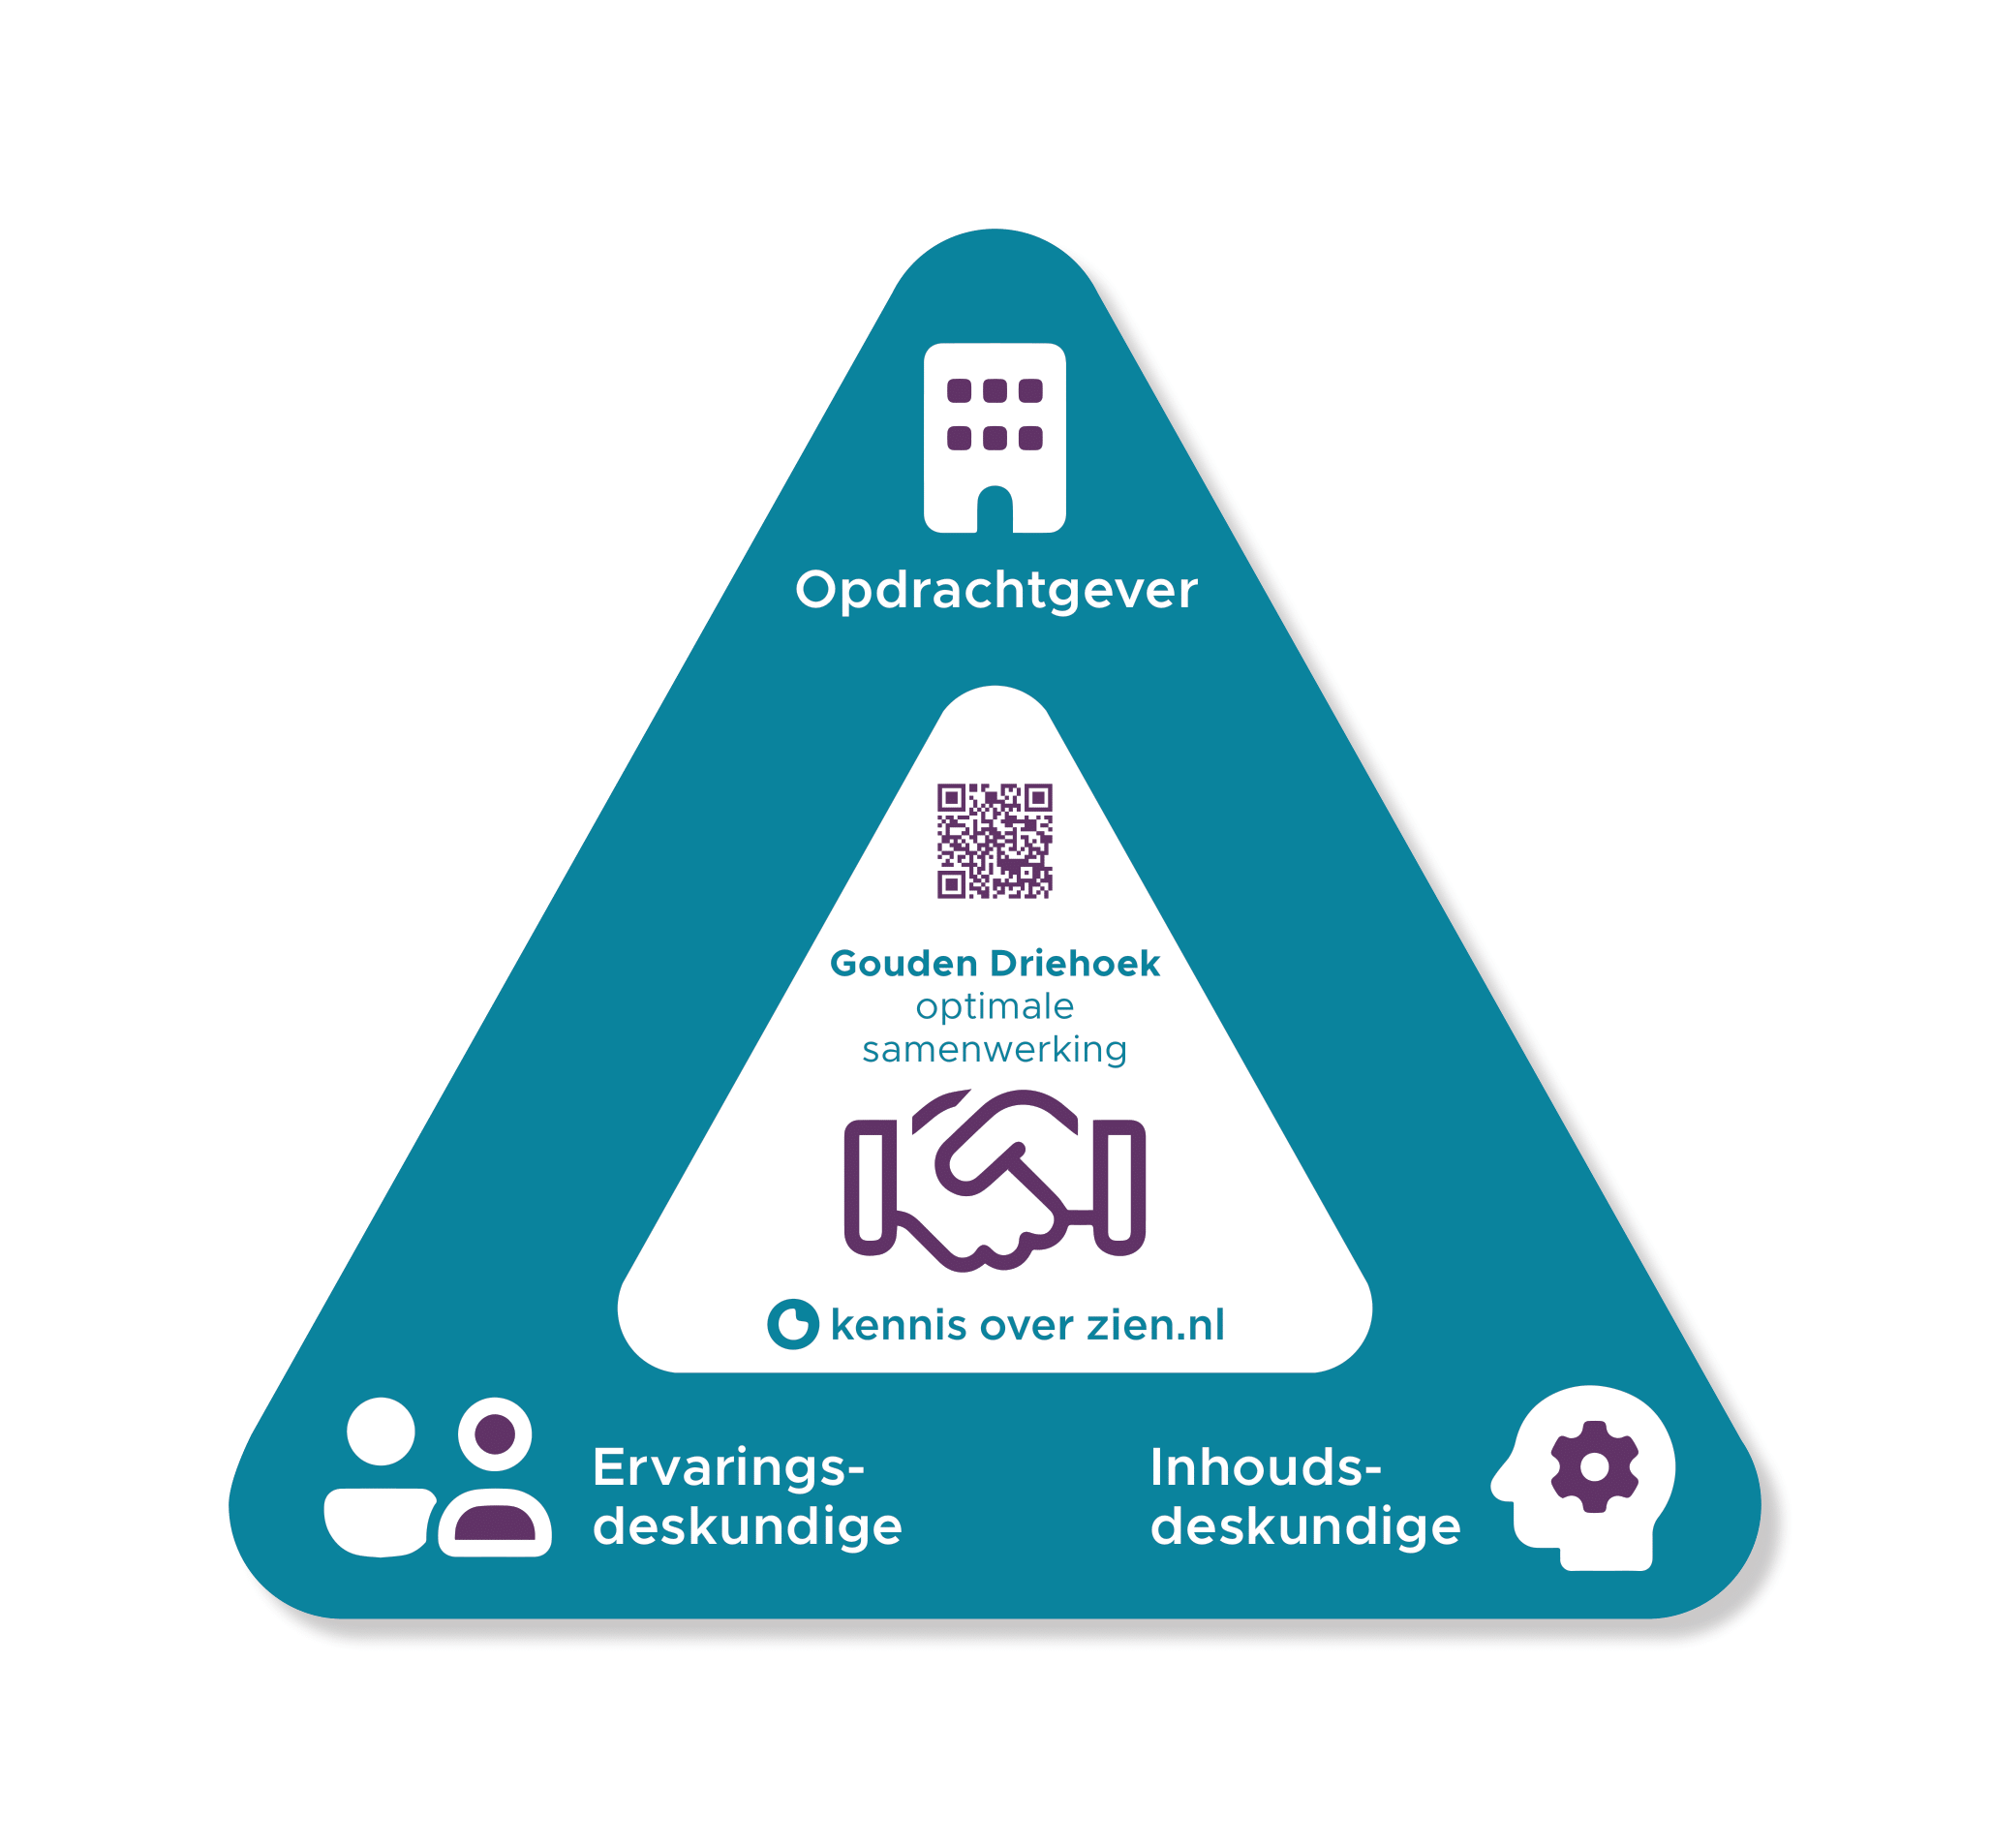 Opdrachtgever
Gouden Driehoek
optimale
samenwerking
kennis over zien.nl
Ervarings-
deskundige
Inhouds-
deskundige